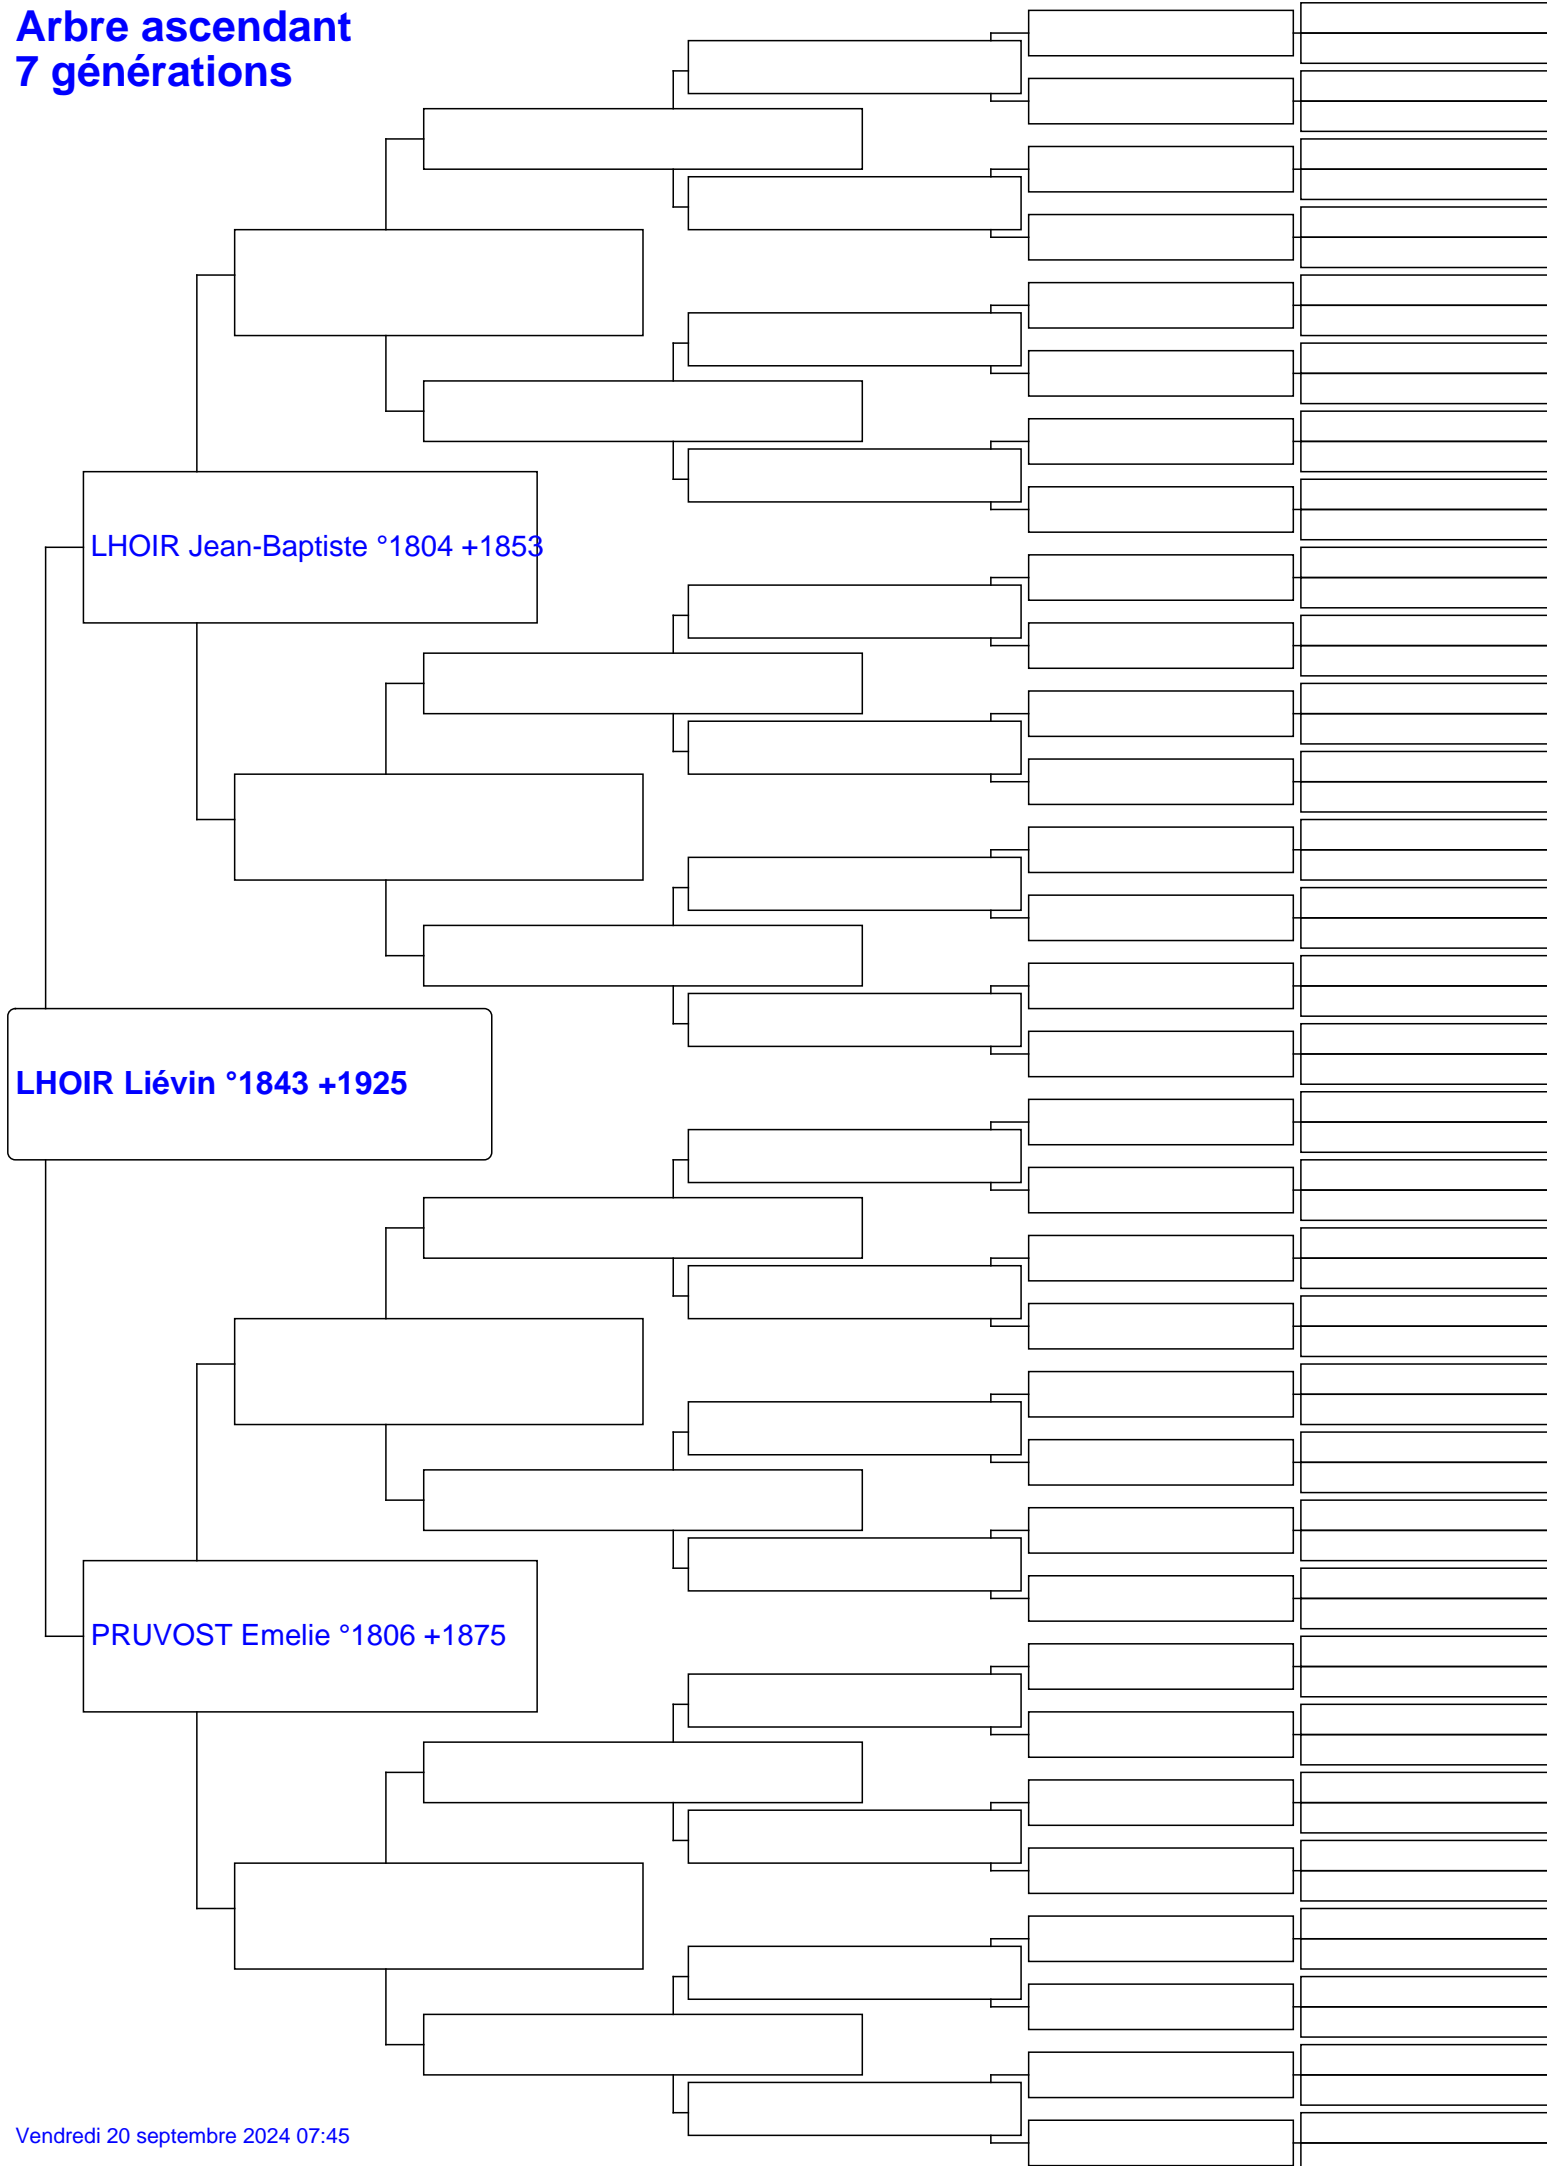 Arbre ascendant
7 générations
LHOIR Jean-Baptiste °1804 +1853
LHOIR Liévin °1843 +1925
PRUVOST Emelie °1806 +1875
Vendredi 20 septembre 2024 07:45